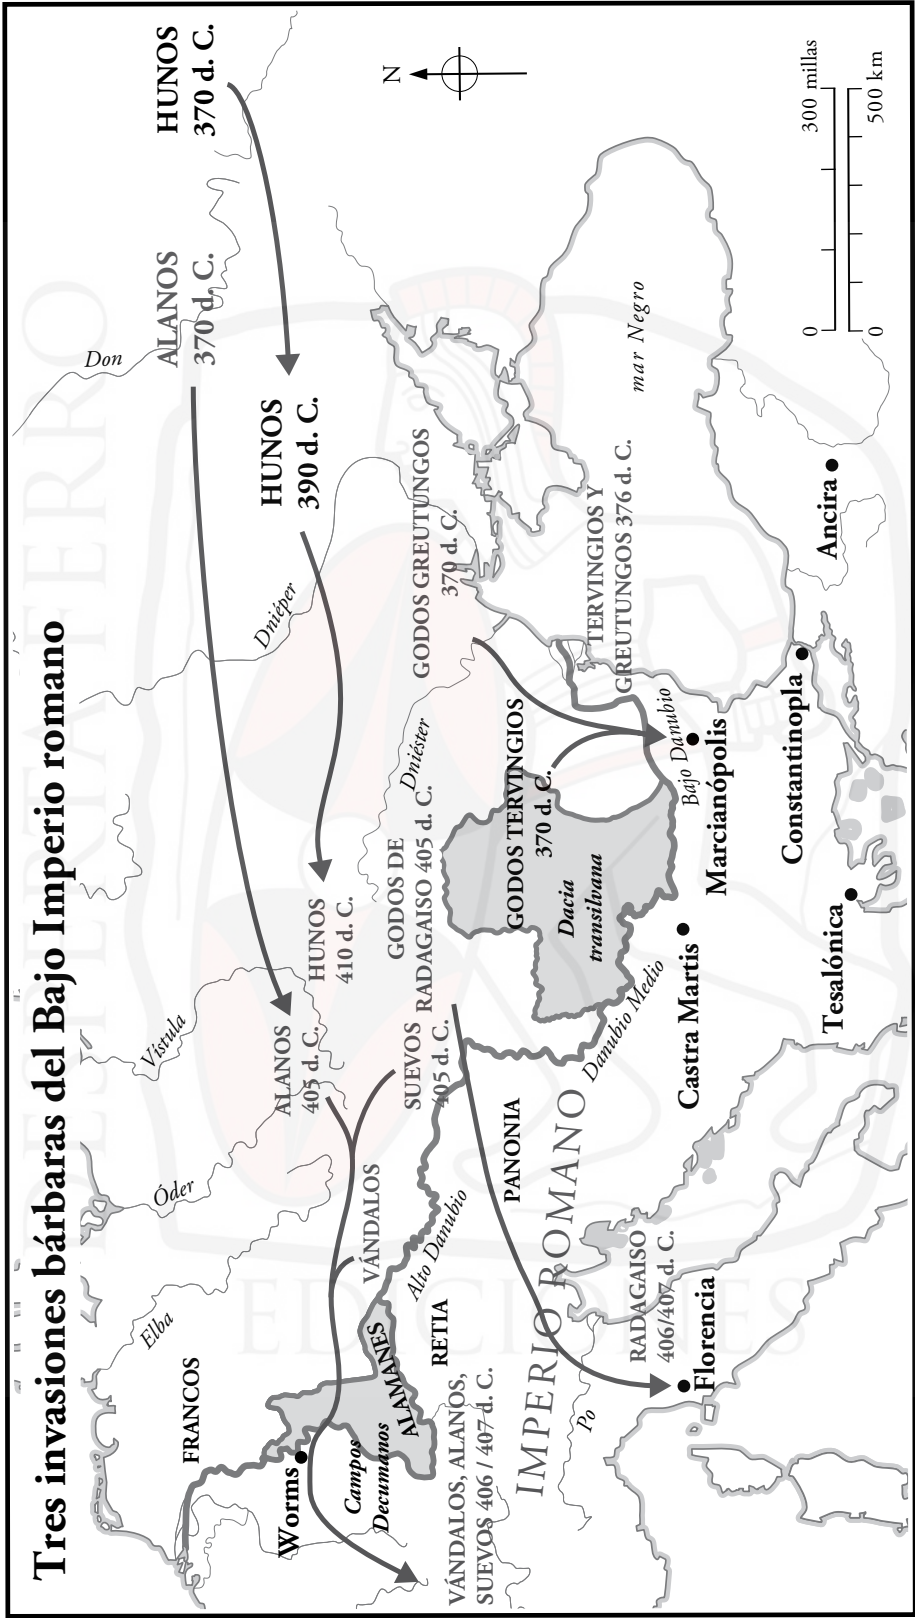 Tres invasiones bárbaras del Bajo Imperio romano
HUNOS
370 d. C.
ALANOS
370 d. C.
Don
HUNOS
390 d. C.
N
0
300 millas
0
500 km
Dniéper
GODOS GREUTUNGOS
370 d. C.
mar Negro
TERVINGIOS Y
GREUTUNGOS 376 d. C.
Ancira
Vístula
HUNOS
410 d. C.
Dniéster
GODOS DE
RADAGAISO 405 d. C.
GODOS TERVINGIOS
370 d. C.
Dacia
transilvana
Bajo Danubio
Marcianópolis
Constantinopla
Óder
ALANOS
405 d. C.
SUEVOS
405 d. C.
Danubio Medio
Castra Martis
Tesalónica
Elba
VÁNDALOS
Alto Danubio
PANONIA
IMPERIO ROMANO
FRANCOS
ALAMANES
RETIA
RADAGAISO
406/407 d. C.
Florencia
Po
Worms
Campos
Decumanos
VÁNDALOS, ALANOS,
SUEVOS 406 / 407 d. C.
DESPERTA FERRO
EDICIONES